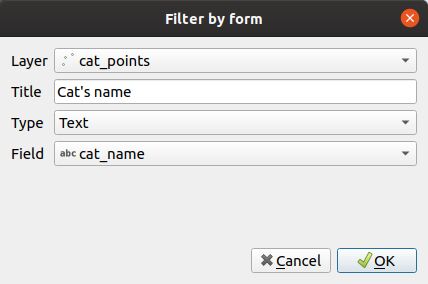 Filter by form
Layer cat_points
Title Cat's name
Type Text
Field abc cat_name
Cancel OK